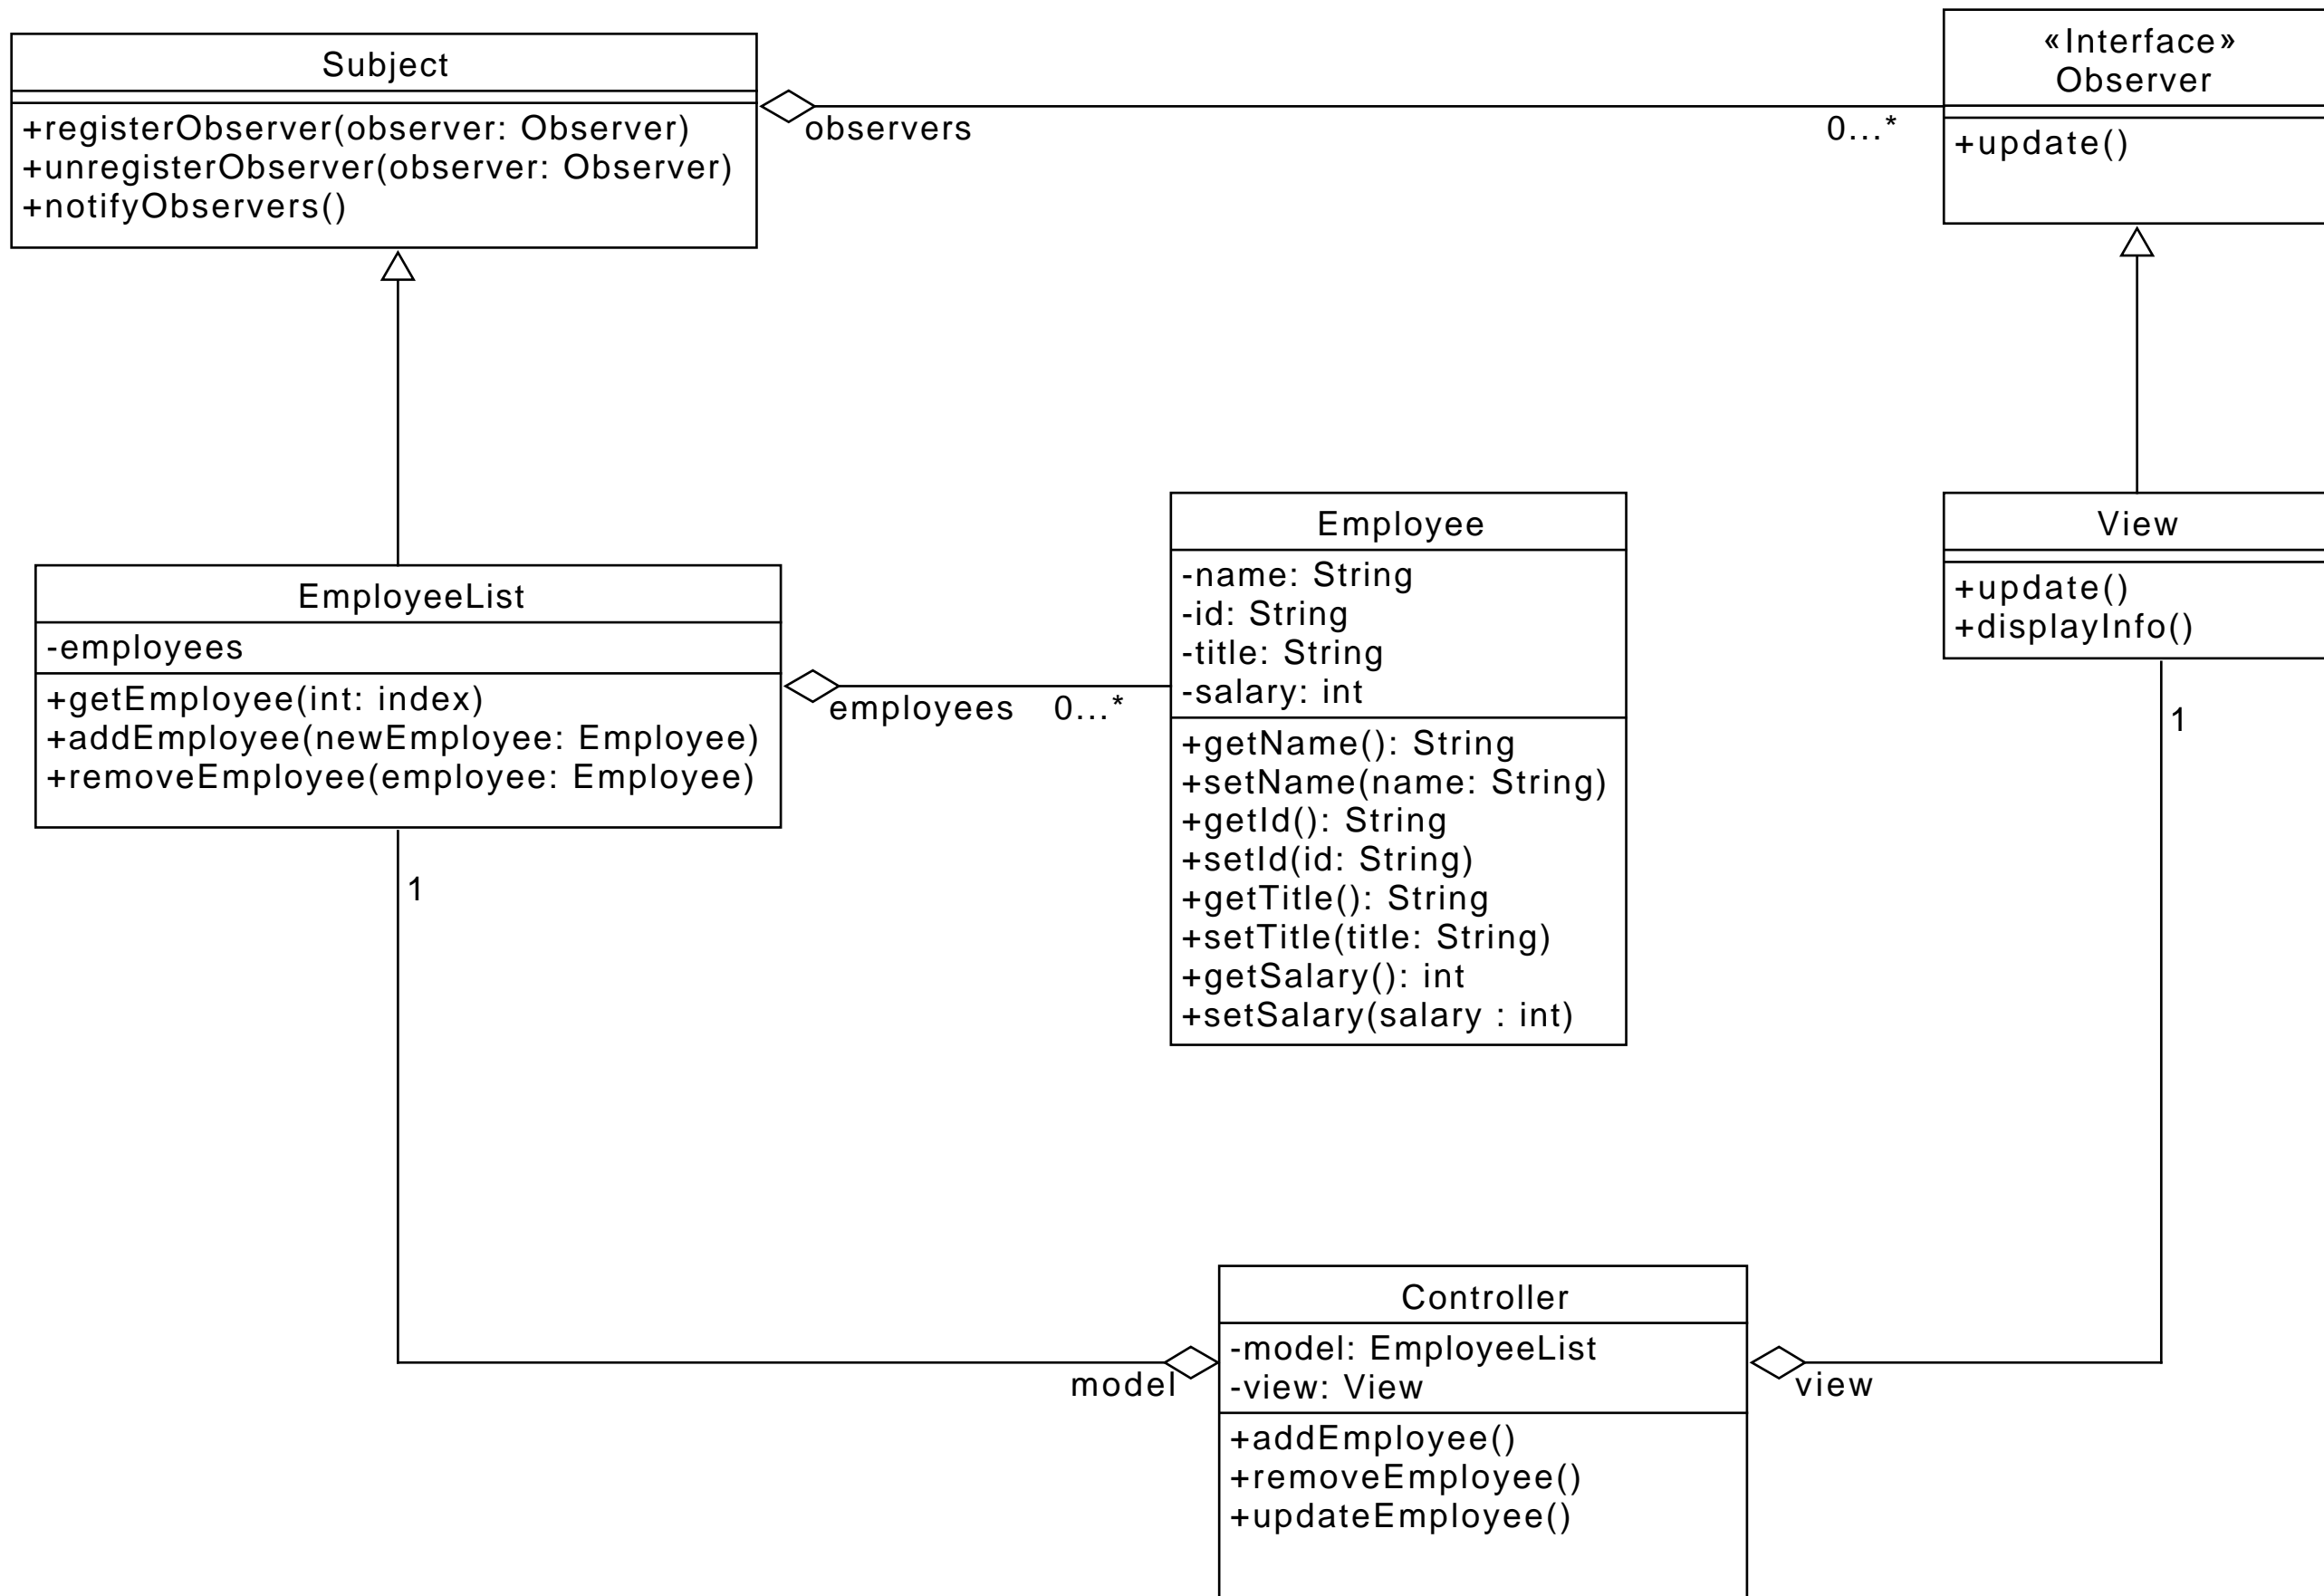 Subject
+registerObserver(observer: Observer)
+unregisterObserver(observer: Observer)
+notifyObservers()
observers
0...*
«Interface»
Observer
+update()
EmployeeList
-employees
+getEmployee(int: index)
+addEmployee(newEmployee: Employee)
+removeEmployee(employee: Employee)
employees
0...*
Employee
-name: String
-id: String
-title: String
-salary: int
+getName(): String
+setName(name: String)
+getId(): String
+setId(id: String)
+getTitle(): String
+setTitle(title: String)
+getSalary(): int
+setSalary(salary : int)
View
+update()
+displayInfo()
1
1
model
Controller
-model: EmployeeList
-view: View
+addEmployee()
+removeEmployee()
+updateEmployee()
view